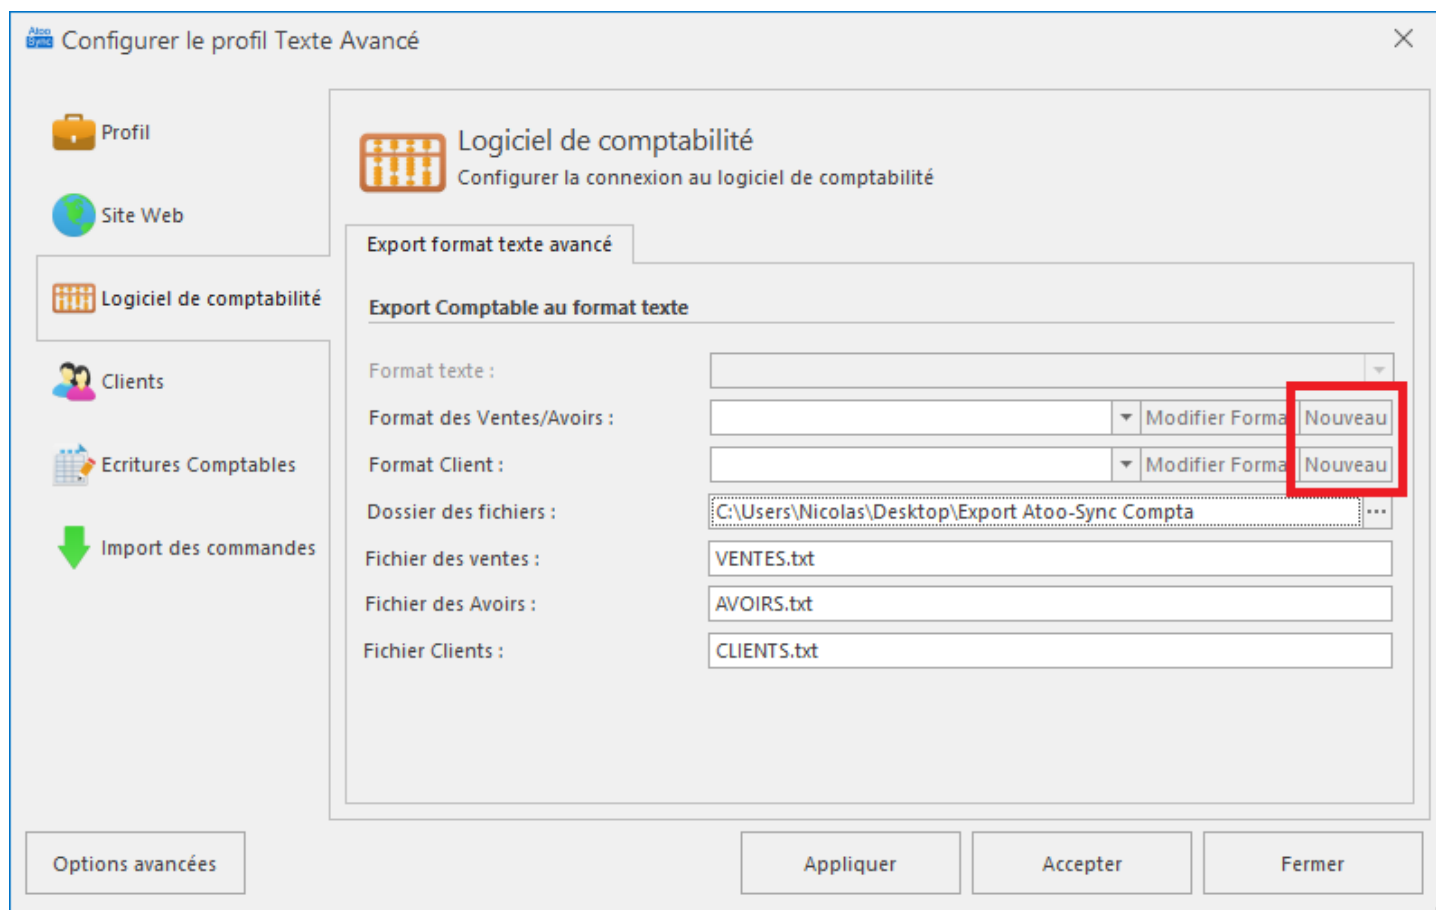 Atoo
Sync
Configurer le profil Texte Avancé
Profil
Site Web
Logiciel de comptabilité
Clients
Ecritures Comptables
Import des commandes
Logiciel de comptabilité
Configurer la connexion au logiciel de comptabilité
Export format texte avancé
Export Comptable au format texte
Format texte :
Format des Ventes/Avoirs : Modifier Forma Nouveau
Format Client : Modifier Forma Nouveau
Dossier des fichiers : C:\Users\Nicolas\Desktop\Export Atoo-Sync Compta ...
Fichier des ventes : VENTES.txt
Fichier des Avoirs : AVOIRS.txt
Fichier Clients : CLIENTS.txt
Options avancées Appliquer Accepter Fermer